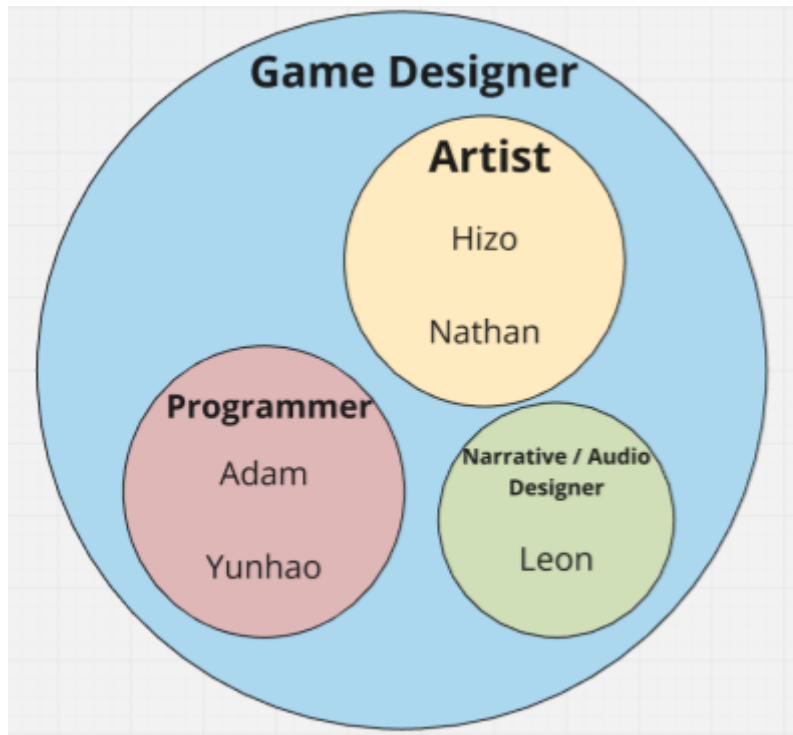 Game Designer
Artist
Hizo
Nathan
Programmer
Adam
Yunhao
Narrative / Audio
Designer
Leon